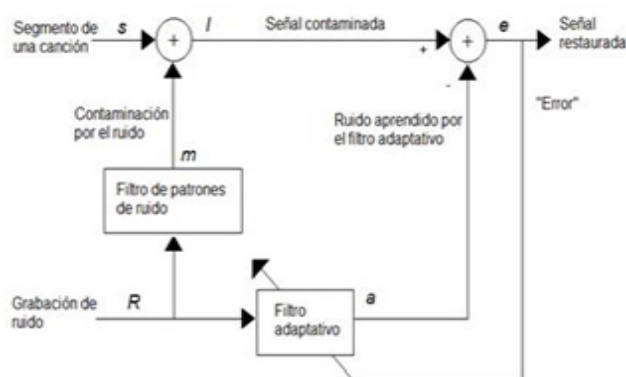 Segmento de
una canción
s
+
l
Señal contaminada
+
+
-
e
Señal
restaurada
"Error"
Contaminación
por el ruido
m
Ruido aprendido por
el filtro adaptativo
Filtro de patrones
de ruido
Grabación de
ruido
R
Filtro
adaptativo
a